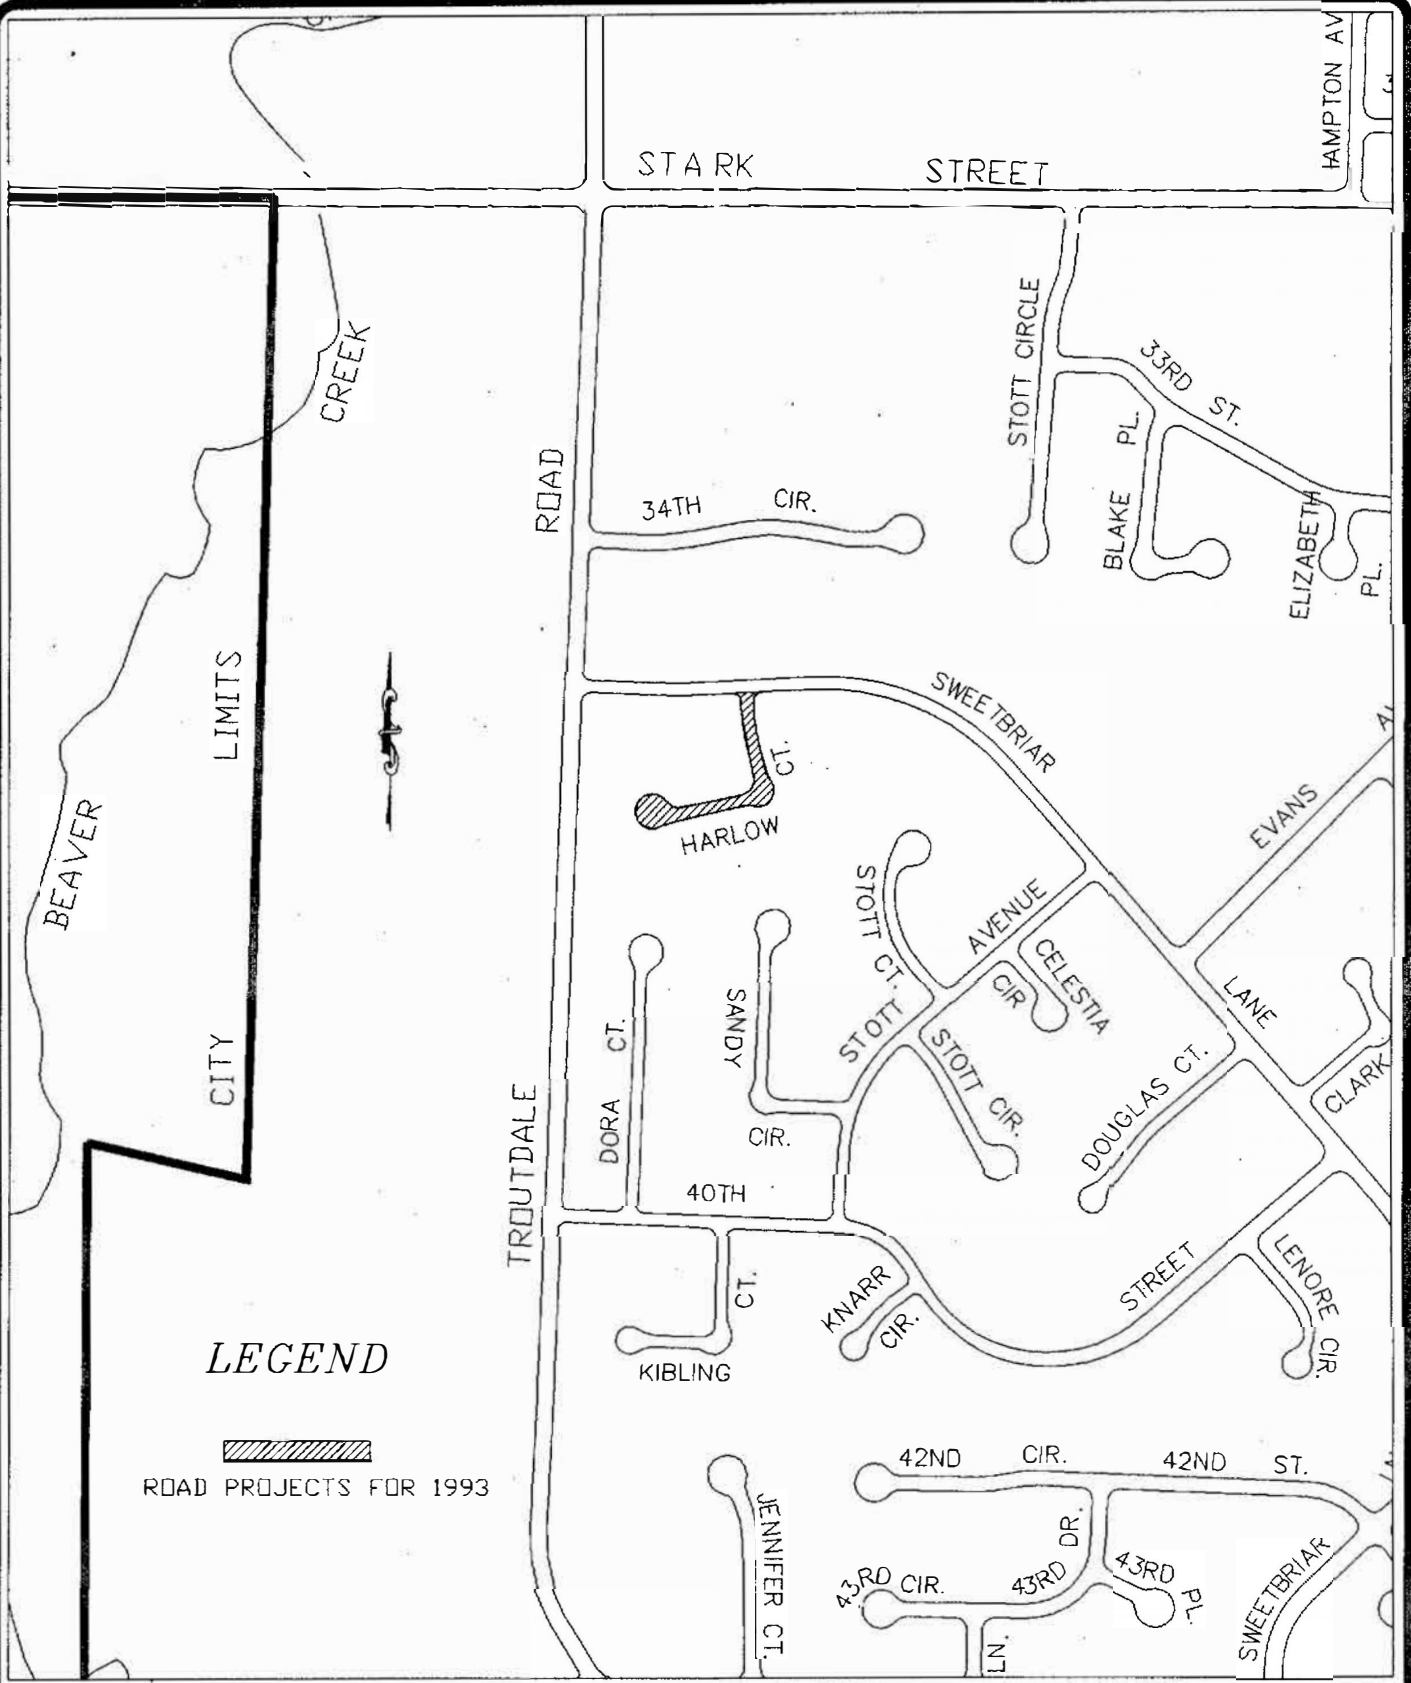 HAMPTON AV
STARK STREET
STOTT CIRCLE
33RD ST.
CREEK
BLAKE PL.
ROAD
34TH CIR.
ELIZABETH PL.
LIMITS
SWEETBRIAR
CT.
HARLOW
EVANS
BEAVER
STOTT CT.
AVENUE
CELESTIA
CIR
SANDY
STOTT
LANE
CITY
DORA CT.
STOTT CIR.
DOUGLAS CT.
CLARK
CIR.
TROUTDALE
40TH
STREET
LENORE CIR.
CT.
KNARR
CIR.
KIBLING
LEGEND
ROAD PROJECTS FOR 1993
42ND CIR.
42ND ST.
JENNIFER CT.
DR.
43RD CIR.
43RD
43RD PL.
SWEETBRIAR
LN.